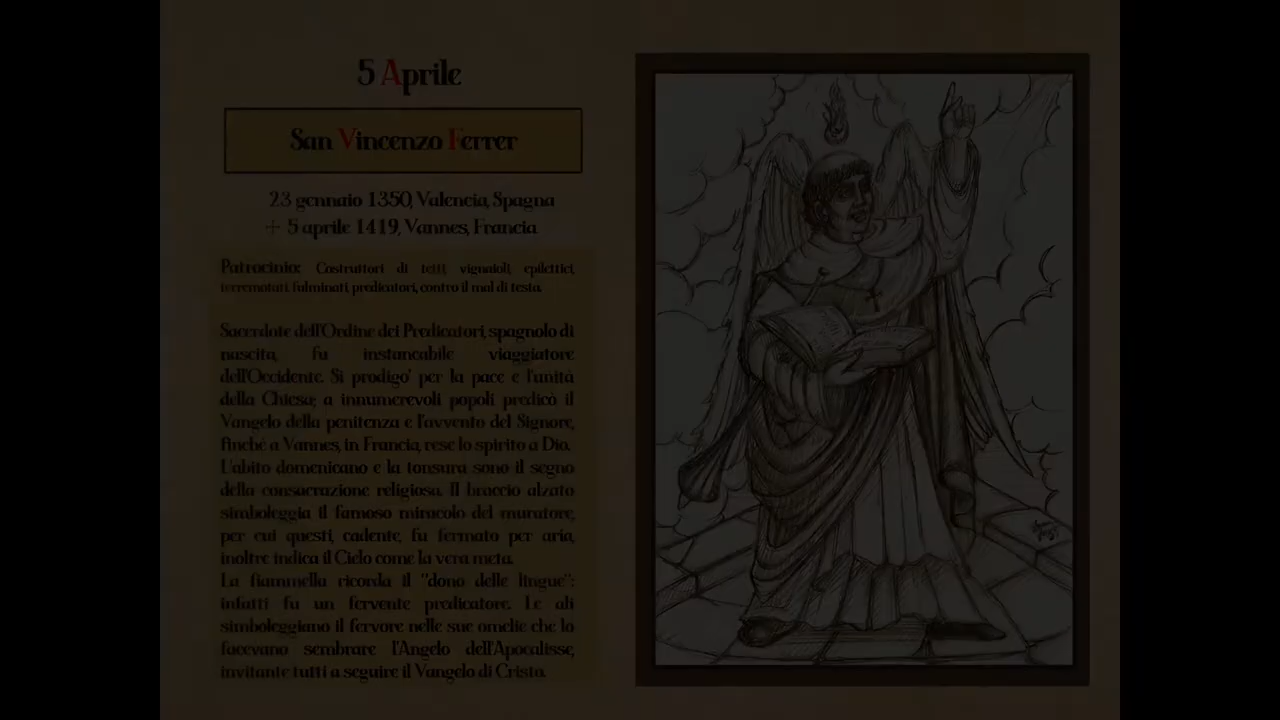 5 Aprile
San Vincenzo Ferrer
23 gennaio 1350, Valencia, Spagna
✢ 5 aprile 1419, Vannes, Francia
Patrocinio: Costruttori di tetti, vignaioli, epilettici,
terremotati, fulminati, predicatori, contro il mal di testa.
Sacerdote dell'Ordine dei Predicatori, spagnolo di
nascita, fu instancabile viaggiatore
dell'Occidente. Si prodigo' per la pace e l'unità
della Chiesa; a innumerevoli popoli predicò il
Vangelo della penitenza e l'avvento del Signore,
finché a Vannes, in Francia, rese lo spirito a Dio.
L'abito domenicano e la tonsura sono il segno
della consacrazione religiosa. Il braccio alzato
simboleggia il famoso miracolo del muratore,
per cui questi, cadente, fu fermato per aria,
inoltre indica il Cielo come la vera meta.
La fiammella ricorda il "dono delle lingue":
infatti fu un fervente predicatore. Le ali
simboleggiano il fervore nelle sue omelie che lo
facevano sembrare l'Angelo dell'Apocalisse,
invitante tutti a seguire il Vangelo di Cristo.